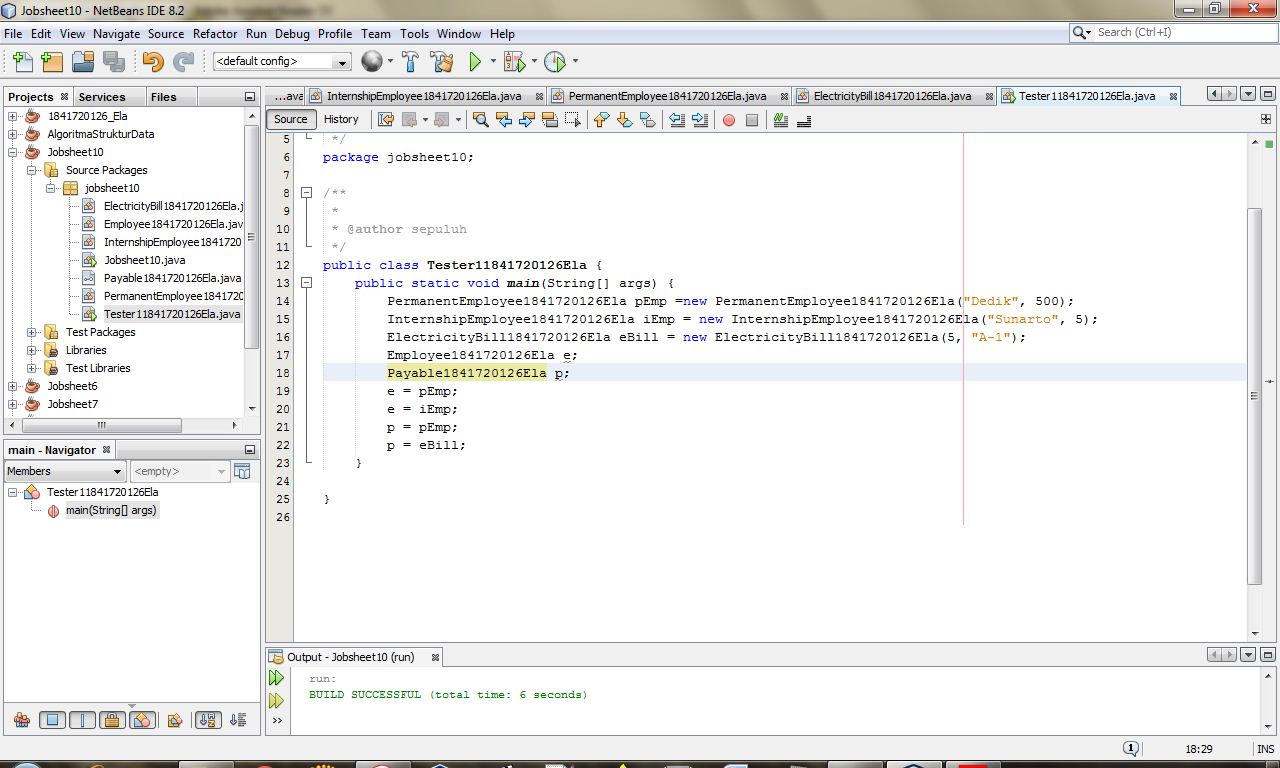 Jobsheet10 - NetBeans IDE 8.2
File Edit View Navigate Source Refactor Run Debug Profile Team Tools Window Help
Search (Ctrl+I)
<default config>
Projects Services Files
1841720126_Ela
AlgoritmaStrukturData
Jobsheet10
Source Packages
jobsheet10
ElectricityBill1841720126Ela.j
Employee1841720126Ela.jav
InternshipEmployee1841720
Jobsheet10.java
Payable1841720126Ela.java
PermanentEmployee184172
Tester11841720126Ela.java
Test Packages
Libraries
Test Libraries
Jobsheet6
Jobsheet7
main - Navigator
Members
<empty>
Tester11841720126Ela
main(String[] args)
...ava InternshipEmployee1841720126Ela.java PermanentEmployee1841720126Ela.java ElectricityBill1841720126Ela.java Tester11841720126Ela.java
Source History
5 */
6 package jobsheet10;
7
8 /**
9 *
10 * @author sepuluh
11 */
12 public class Tester11841720126Ela {
13 public static void main(String[] args) {
14 PermanentEmployee1841720126Ela pEmp =new PermanentEmployee1841720126Ela("Dedik", 500);
15 InternshipEmployee1841720126Ela iEmp = new InternshipEmployee1841720126Ela("Sunarto", 5);
16 ElectricityBill1841720126Ela eBill = new ElectricityBill1841720126Ela(5, "A-1");
17 Employee1841720126Ela e;
18 Payable1841720126Ela p;
19 e = pEmp;
20 e = iEmp;
21 p = pEmp;
22 p = eBill;
23 }
24
25 }
26
Output - Jobsheet10 (run)
run:
BUILD SUCCESSFUL (total time: 6 seconds)
1
18:29
INS